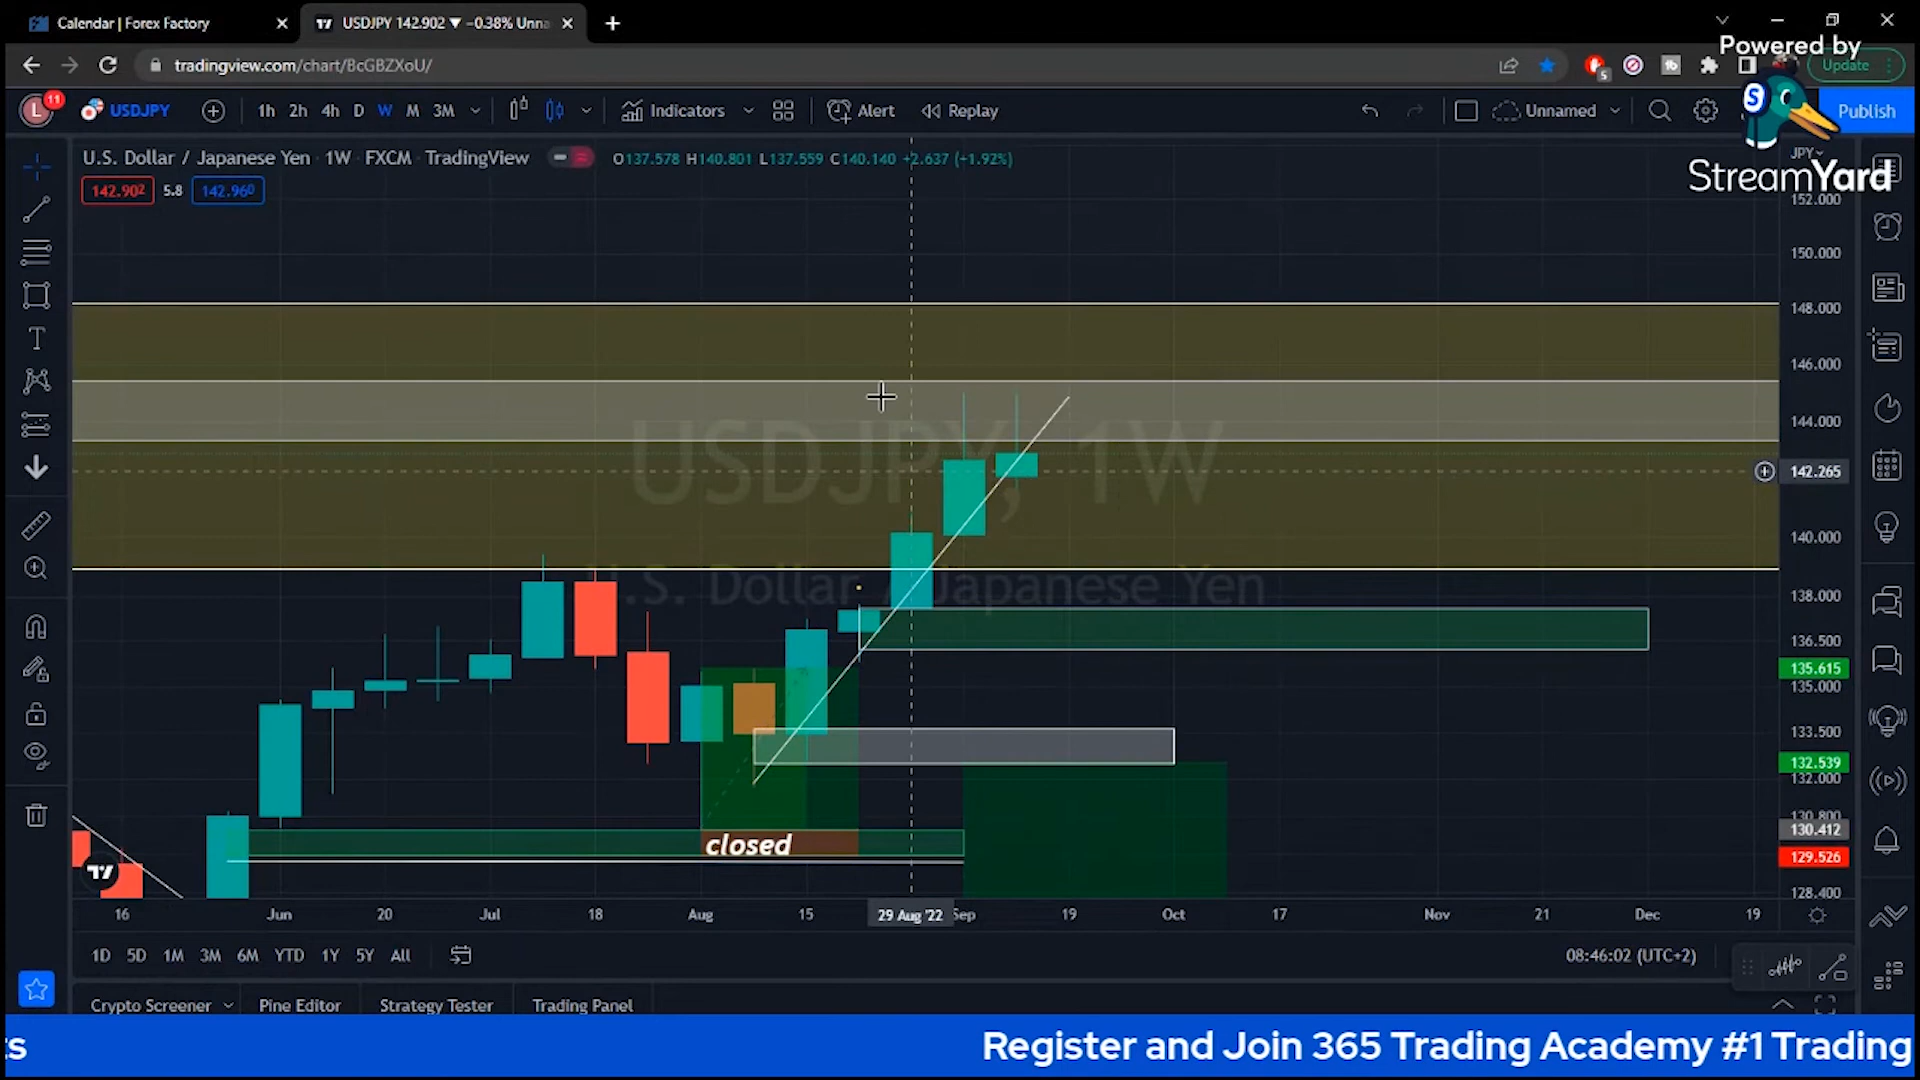 Calendar | Forex Factory
USDJPY 142.902 ▼ −0.38% Unna
Powered by
tradingview.com/chart/BcGBZXoU/
Update
L 11 USDJPY 1h 2h 4h D W M 3M Indicators Alert Replay Unnamed Publish
StreamYard
U.S. Dollar / Japanese Yen · 1W · FXCM · TradingView O137.578 H140.801 L137.559 C140.140 +2.637 (+1.92%)
JPY
142.902 5.8 142.960
152.000
150.000
148.000
146.000
144.000
USDJPY, 1W
142.265
140.000
U.S. Dollar / Japanese Yen
138.000
136.500
135.615
135.000
133.500
132.539
132.000
130.800
130.412
closed
129.526
128.400
16 Jun 20 Jul 18 Aug 15 29 Aug '22 Sep 19 Oct 17 Nov 21 Dec 19
1D 5D 1M 3M 6M YTD 1Y 5Y All 08:46:02 (UTC+2)
Crypto Screener Pine Editor Strategy Tester Trading Panel
Register and Join 365 Trading Academy #1 Trading